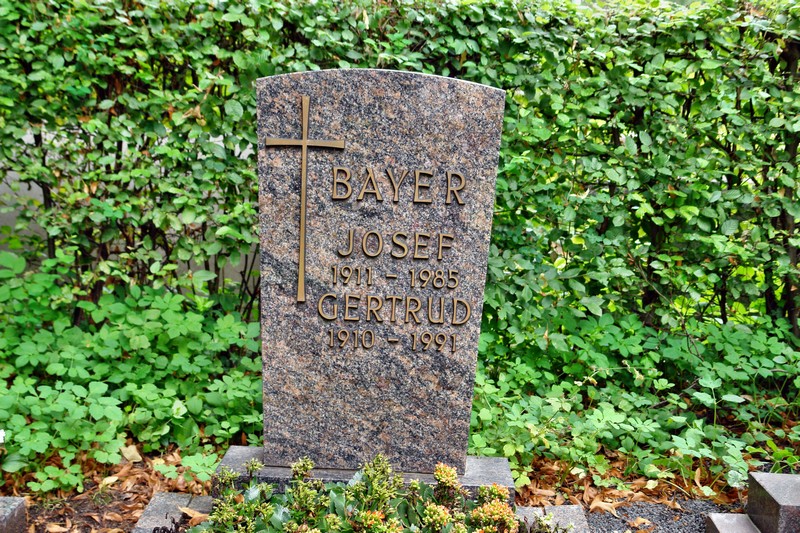 BAYER
JOSEF
1911 - 1985
GERTRUD
1910 - 1991